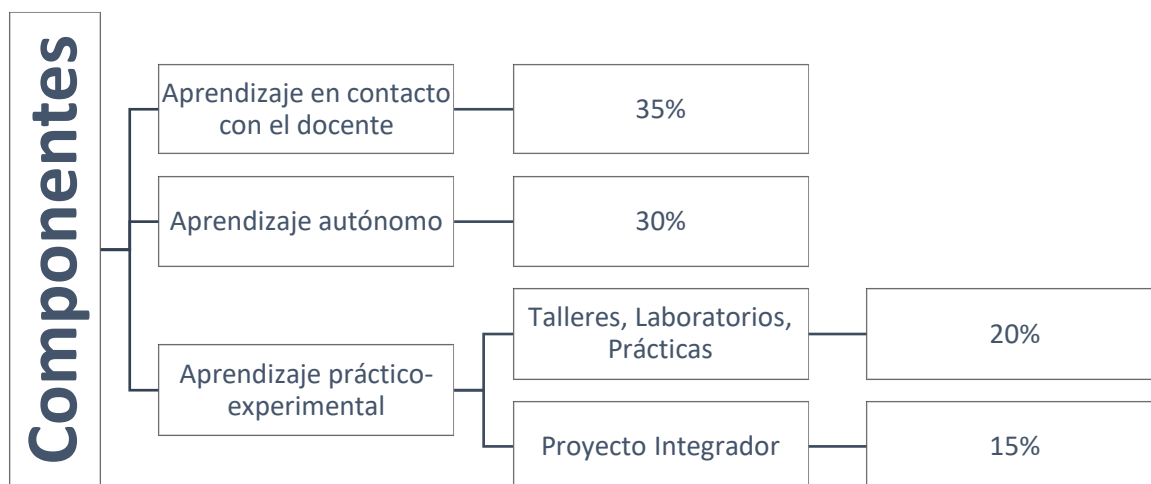 Componentes
Aprendizaje en contacto
con el docente
35%
Aprendizaje autónomo
30%
Aprendizaje práctico-
experimental
Talleres, Laboratorios,
Prácticas
20%
Proyecto Integrador
15%